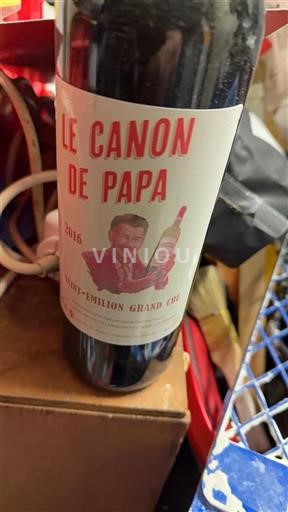 LE CANON
DE PAPA
2016
VINIOU
SAINT-EMILION GRAND CRU